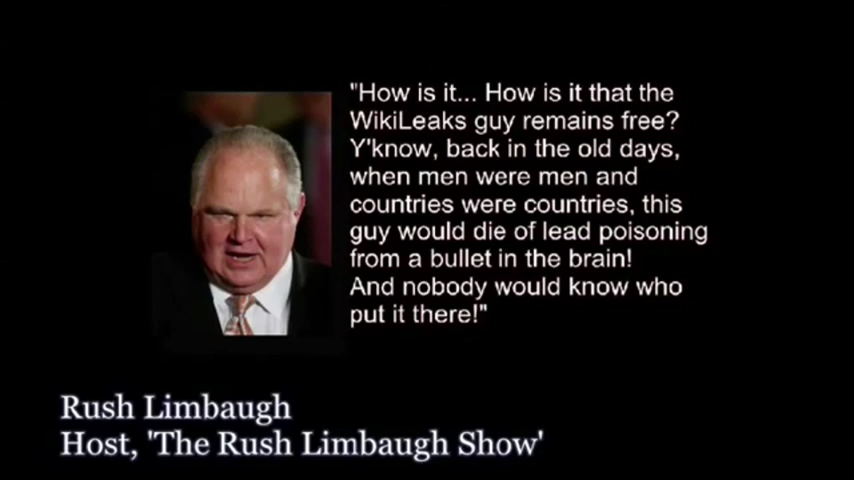 "How is it... How is it that the
WikiLeaks guy remains free?
Y'know, back in the old days,
when men were men and
countries were countries, this
guy would die of lead poisoning
from a bullet in the brain!
And nobody would know who
put it there!"
Rush Limbaugh
Host, 'The Rush Limbaugh Show'